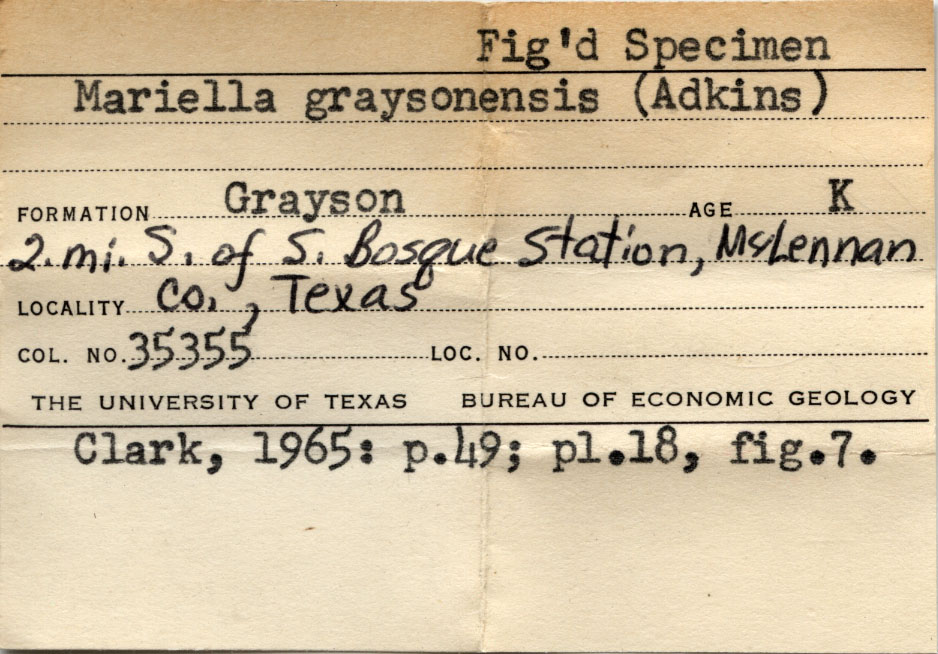 Fig'd Specimen
Mariella graysonensis (Adkins)
FORMATION Grayson AGE K
2.mi. S. of S. Bosque Station, McLennan
LOCALITY Co., Texas
COL. NO. 35355 LOC. NO.
THE UNIVERSITY OF TEXAS BUREAU OF ECONOMIC GEOLOGY
Clark, 1965: p.49; pl.18, fig.7.